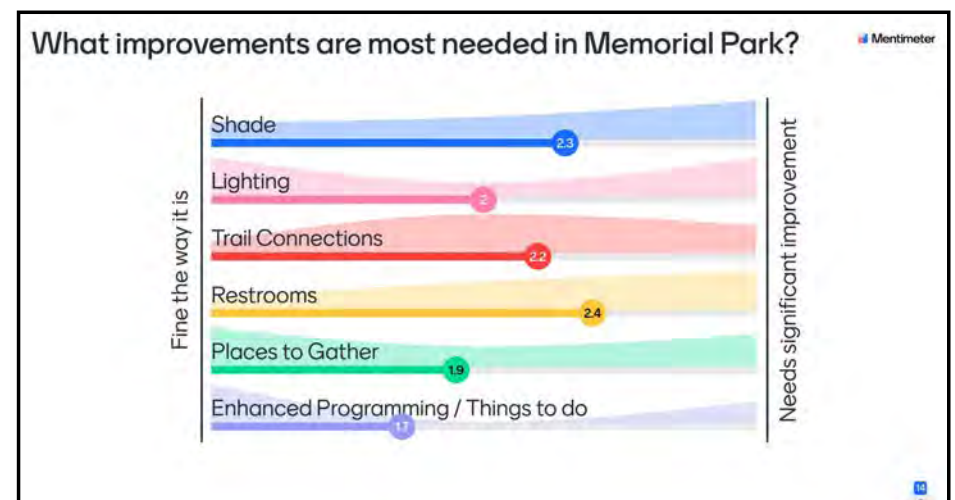 What improvements are most needed in Memorial Park?
Mentimeter
Fine the way it is
Shade
2.3
Lighting
2
Trail Connections
2.2
Restrooms
2.4
Places to Gather
1.9
Enhanced Programming / Things to do
1.7
Needs significant improvement
14